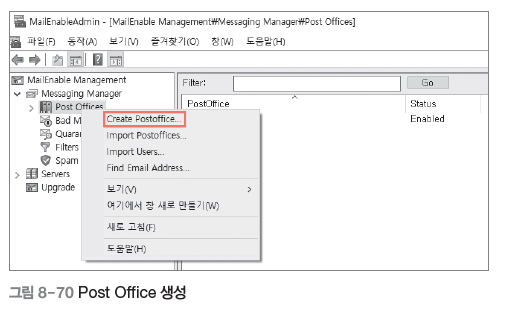 MailEnableAdmin - [MailEnable Management₩Messaging Manager₩Post Offices]
파일(F) 동작(A) 보기(V) 즐겨찾기(O) 창(W) 도움말(H)
MailEnable Management
Messaging Manager
Post Offices
Bad M
Quarar
Filters
Spam
Servers
Upgrade
Filter:
Go
PostOffice
Status
Enabled
Create Postoffice...
Import Postoffices...
Import Users...
Find Email Address...
보기(V)
여기에서 창 새로 만들기(W)
새로 고침(F)
도움말(H)
그림 8-70 Post Office 생성